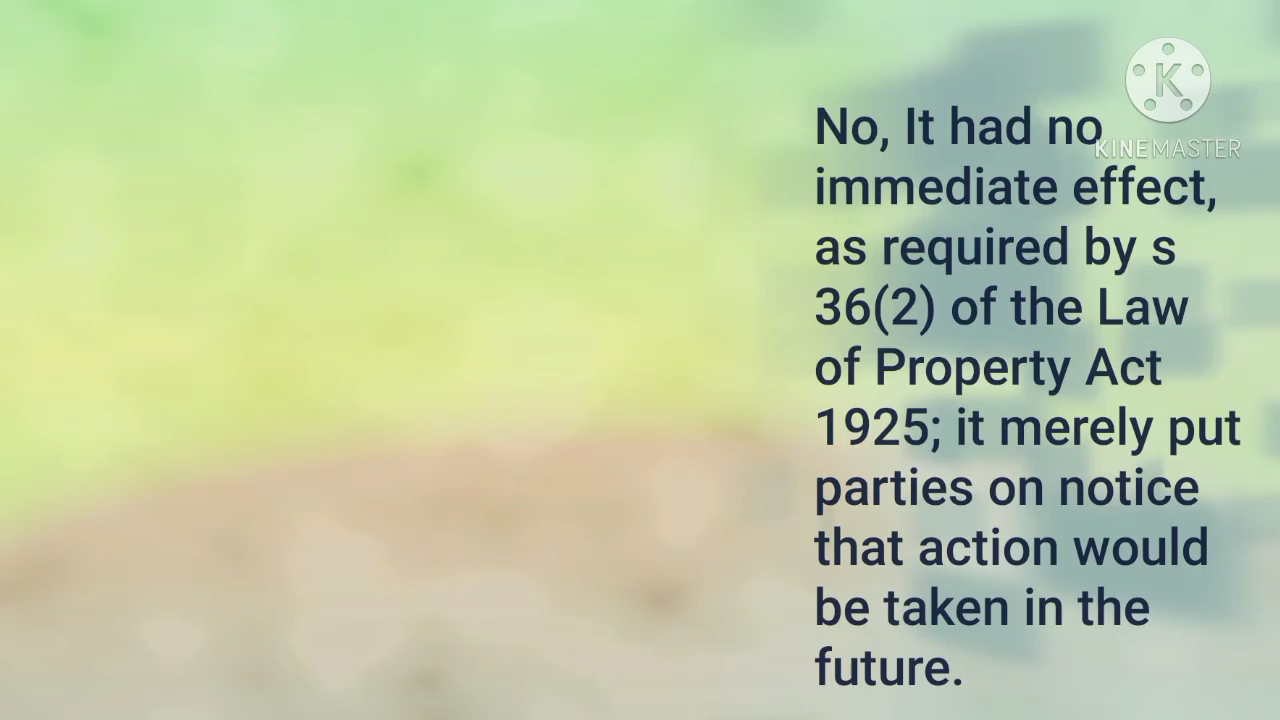 K
KINEMASTER
No, It had no
immediate effect,
as required by s
36(2) of the Law
of Property Act
1925; it merely put
parties on notice
that action would
be taken in the
future.